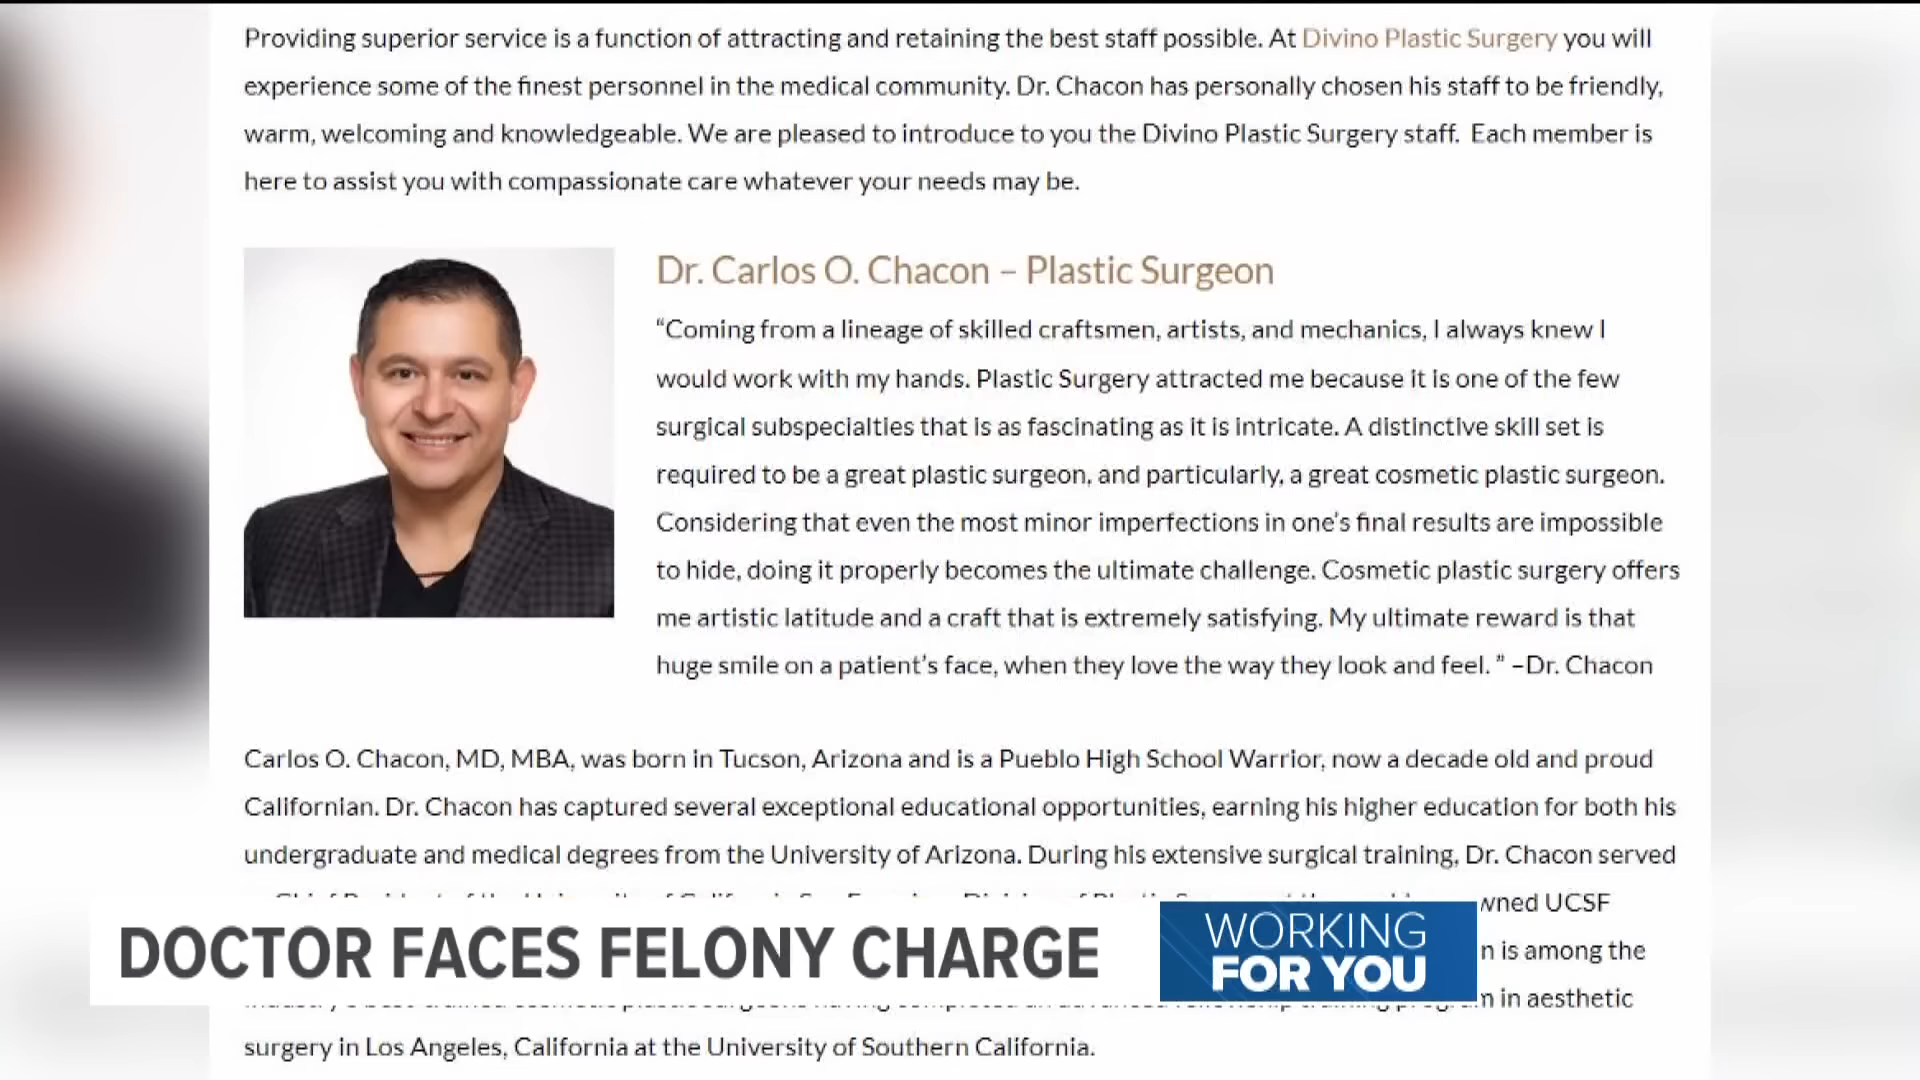 Providing superior service is a function of attracting and retaining the best staff possible. At Divino Plastic Surgery you will
experience some of the finest personnel in the medical community. Dr. Chacon has personally chosen his staff to be friendly,
warm, welcoming and knowledgeable. We are pleased to introduce to you the Divino Plastic Surgery staff. Each member is
here to assist you with compassionate care whatever your needs may be.
Dr. Carlos O. Chacon – Plastic Surgeon
“Coming from a lineage of skilled craftsmen, artists, and mechanics, I always knew I
would work with my hands. Plastic Surgery attracted me because it is one of the few
surgical subspecialties that is as fascinating as it is intricate. A distinctive skill set is
required to be a great plastic surgeon, and particularly, a great cosmetic plastic surgeon.
Considering that even the most minor imperfections in one’s final results are impossible
to hide, doing it properly becomes the ultimate challenge. Cosmetic plastic surgery offers
me artistic latitude and a craft that is extremely satisfying. My ultimate reward is that
huge smile on a patient’s face, when they love the way they look and feel. ” –Dr. Chacon
Carlos O. Chacon, MD, MBA, was born in Tucson, Arizona and is a Pueblo High School Warrior, now a decade old and proud
Californian. Dr. Chacon has captured several exceptional educational opportunities, earning his higher education for both his
undergraduate and medical degrees from the University of Arizona. During his extensive surgical training, Dr. Chacon served
UCSF
is among the
in aesthetic
surgery in Los Angeles, California at the University of Southern California.
DOCTOR FACES FELONY CHARGE
WORKING
FOR YOU